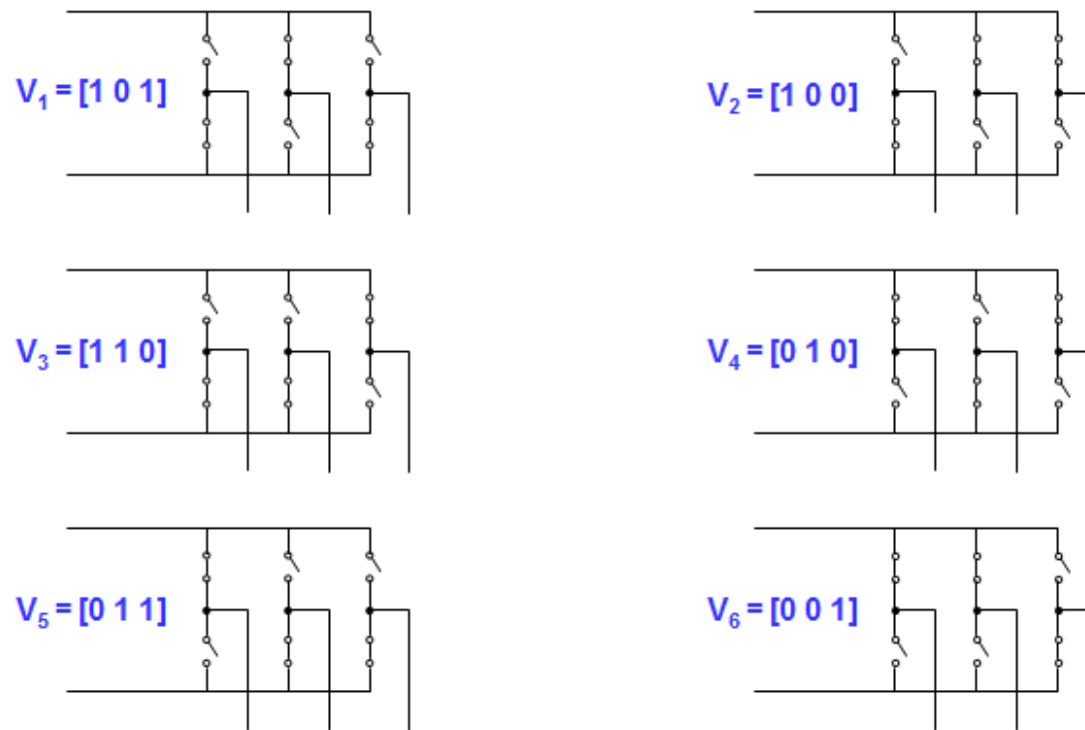 V₁ = [1 0 1]
V₂ = [1 0 0]
V₃ = [1 1 0]
V₄ = [0 1 0]
V₅ = [0 1 1]
V₆ = [0 0 1]